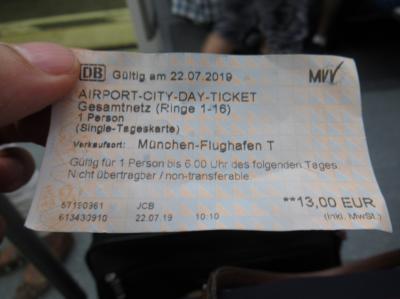 DB Gültig am 22.07.2019 MVV
AIRPORT-CITY-DAY-TICKET
Gesamtnetz (Ringe 1-16)
1 Person
(Single-Tageskarte)
Verkaufsort: München-Flughafen T
Gültig für 1 Person bis 6.00 Uhr des folgenden Tages.
Nicht übertragbar / non-transferable
57190961 JCB **13,00 EUR
613430910 22.07.19 10:10 (inkl. MwSt.)